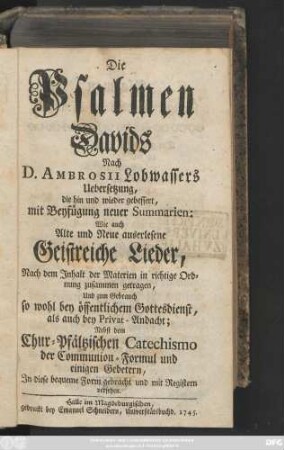 Die
Psalmen
Davids
Nach
D. AMBROSII Lobwassers
Uebersetzung,
die hin und wieder gebessert,
mit Beyfügung neuer Summarien:
Wie auch
Alte und Neue auserlesne
Geistreiche Lieder,
Nach dem Inhalt der Materien in richtige Ord-
nung zusammen getragen,
Und zum Gebrauch
so wohl bey öffentlichem Gottesdienst,
als auch bey Privat-Andacht;
Nebst dem
Chur-Pfältzischen Catechismo
der Communion-Formul und
einigen Gebetern,
In diese bequeme Form gebracht und mit Registern
versehen.
Halle im Magdeburgischen,
gedruckt bey Emanuel Schneidern, Universitätsbuchd. 1745.